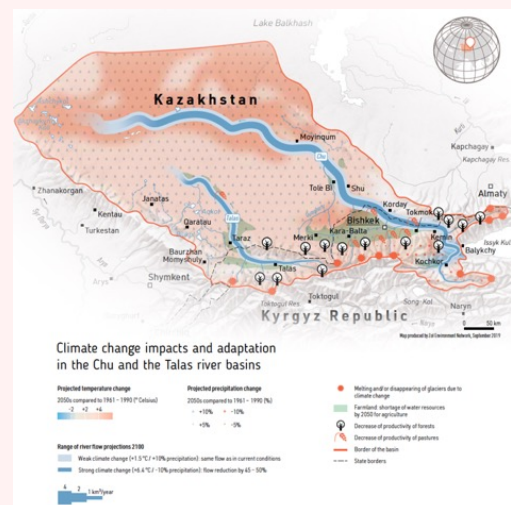 Lake Balkhash
Kazakhstan
Moyinqum
Chu
Kapchagay
Kapchagay Res.
Zhanakorgan
Tole Bi
Shu
Almaty
Janatas
Korday
Kentau
Tokmok
Talas
Bishkek
Qaratau
Merki
Kara-Balta
Kemin
Turkestan
Taraz
Issyk Kul
Balykchy
Baurzhan
Momyshuly
Talas
Kochkor
Shymkent
Toktogul Res.
Toktogul
Song-Kol
Naryn
Kyrgyz Republic
0 50 km
Map produced by Zoï Environment Network, September 2019
Climate change impacts and adaptation
in the Chu and the Talas river basins
Projected temperature change
2050s compared to 1961 – 1990 (° Celsius)
-2 +2 +4
Projected precipitation change
2050s compared to 1961 – 1990 (%)
+10% -10%
+5% -5%
Range of river flow projections 2100
Weak climate change (+1.5 °C / +10% precipitation): same flow as in current conditions
Strong climate change (+6.4 °C / -10% precipitation): flow reduction by 45 – 50%
4 2 1 km³/year
Melting and/or disappearing of glaciers due to
climate change
Farmland: shortage of water resources
by 2050 for agriculture
Decrease of productivity of forests
Decrease of productivity of pastures
Border of the basin
State borders